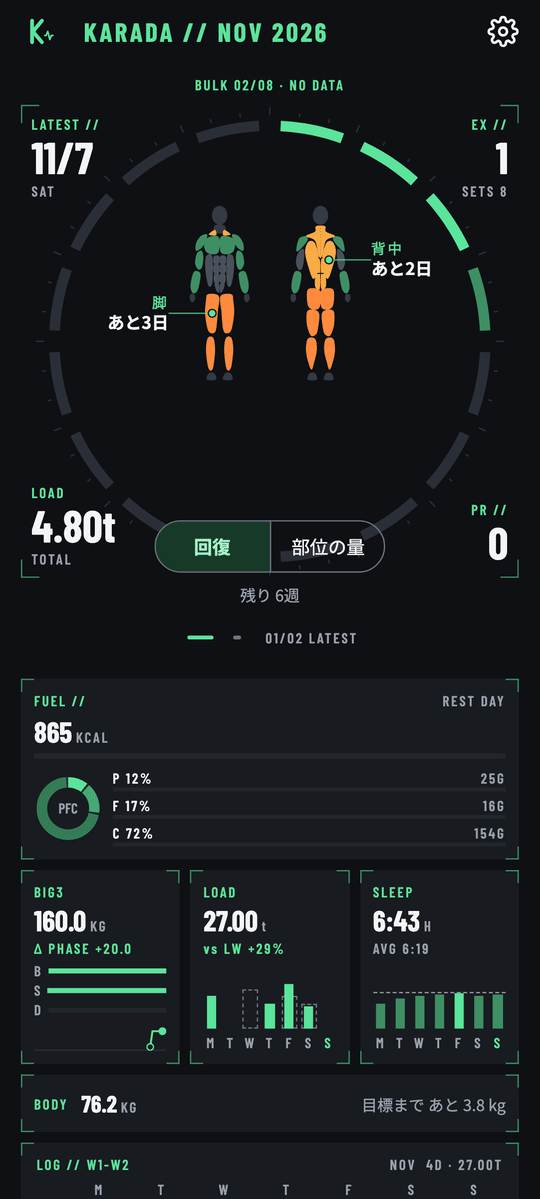 KARADA // NOV 2026
BULK 02/08 · NO DATA
LATEST //
11/7
SAT
EX //
1
SETS 8
背中
あと2日
脚
あと3日
LOAD
4.80t
TOTAL
PR //
0
回復
部位の量
残り 6週
01/02 LATEST
FUEL //
REST DAY
865 KCAL
PFC
P 12%
25G
F 17%
16G
C 72%
154G
BIG3
160.0 KG
Δ PHASE +20.0
B
S
D
LOAD
27.00 t
vs LW +29%
M T W T F S S
SLEEP
6:43 H
AVG 6:19
M T W T F S S
BODY 76.2 KG
目標まで あと 3.8 kg
LOG // W1-W2
NOV 4D · 27.00T
M T W T F S S